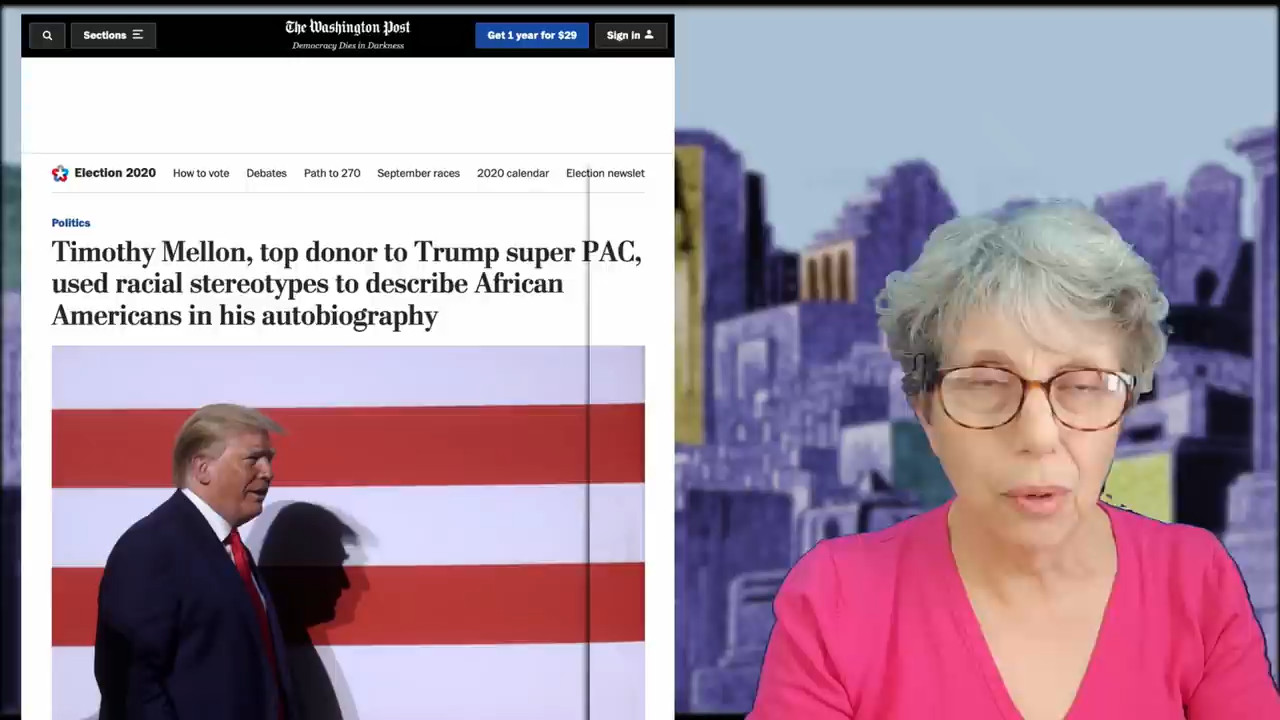 Sections
The Washington Post
Democracy Dies in Darkness
Get 1 year for $29
Sign in
Election 2020
How to vote
Debates
Path to 270
September races
2020 calendar
Election newslet
Politics
Timothy Mellon, top donor to Trump super PAC,
used racial stereotypes to describe African
Americans in his autobiography